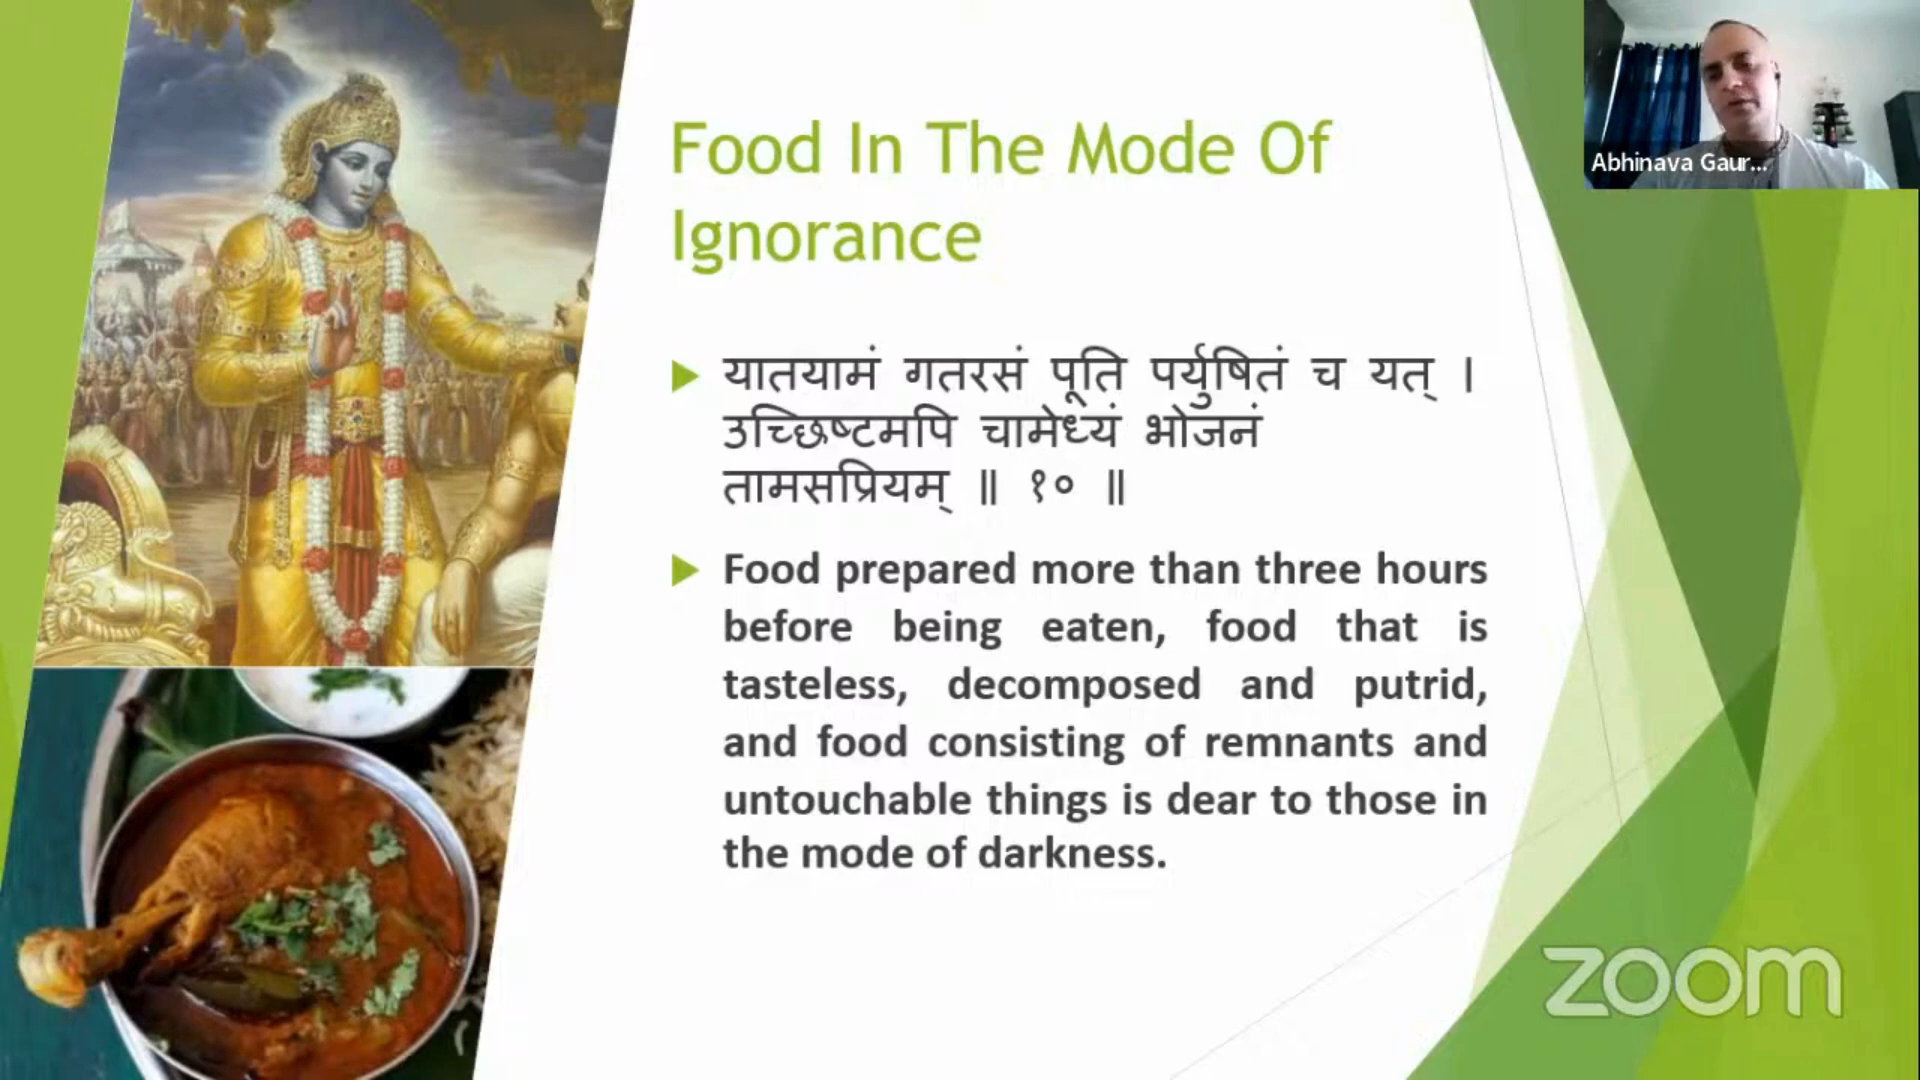 Abhinava Gaur...
Food In The Mode Of
Ignorance
यातयामं गतरसं पूति पर्युषितं च यत् ।
उच्छिष्टमपि चामेध्यं भोजनं
तामसप्रियम् ॥ १० ॥
Food prepared more than three hours
before being eaten, food that is
tasteless, decomposed and putrid,
and food consisting of remnants and
untouchable things is dear to those in
the mode of darkness.
zoom